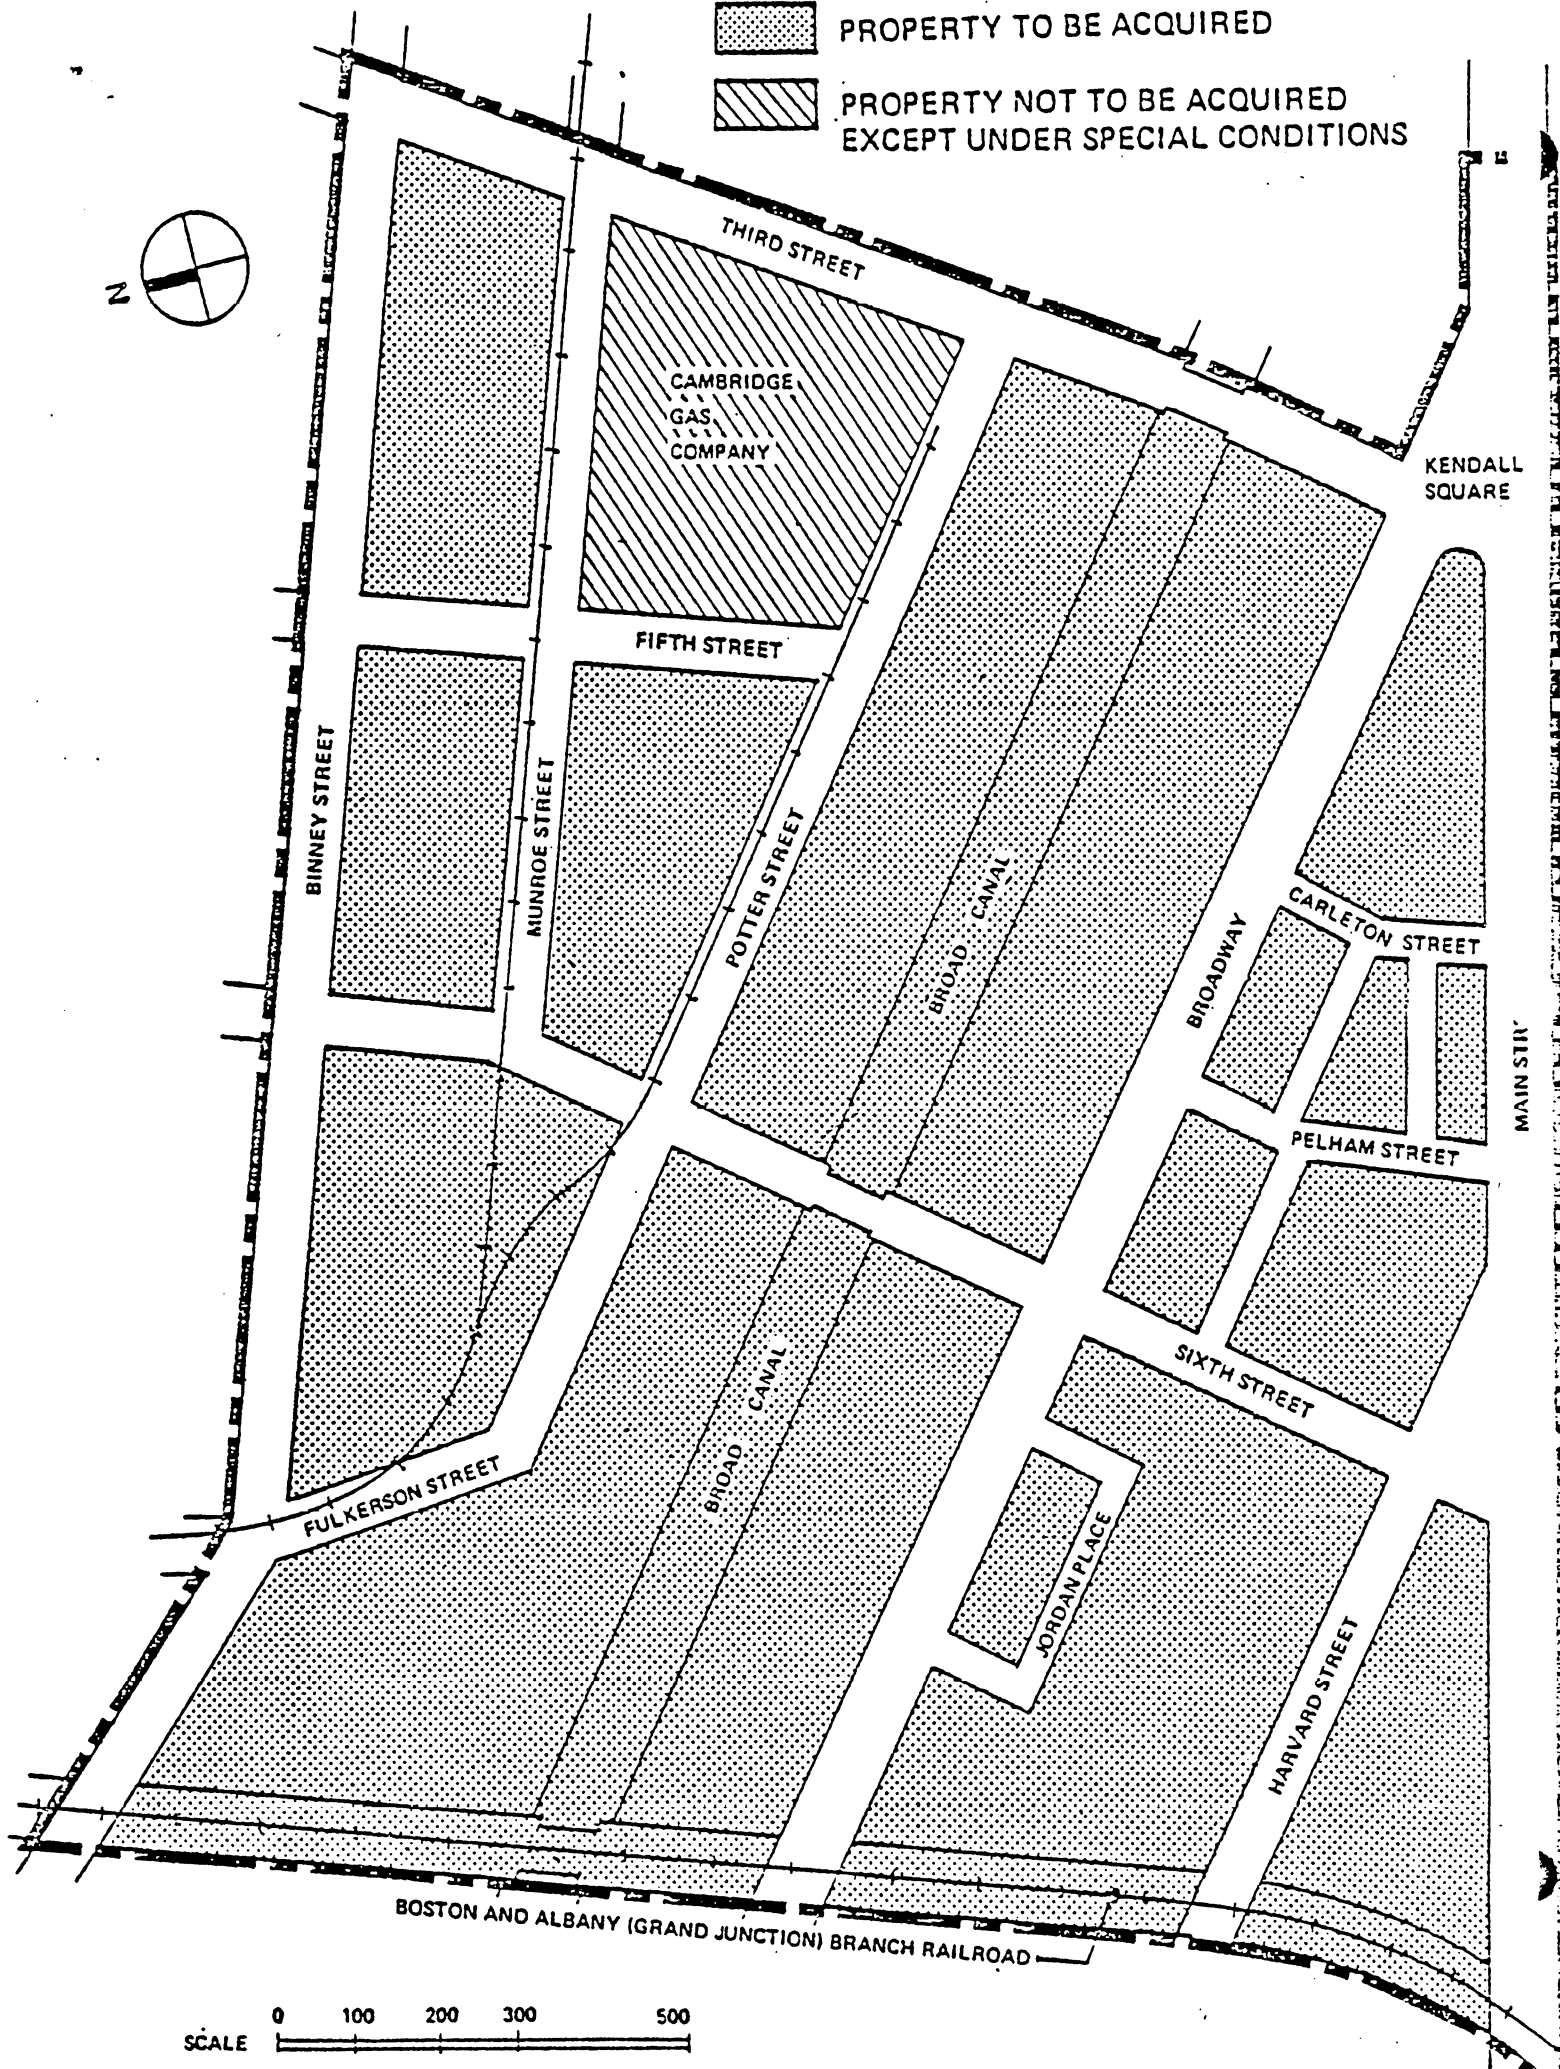 PROPERTY TO BE ACQUIRED
PROPERTY NOT TO BE ACQUIRED
EXCEPT UNDER SPECIAL CONDITIONS
N
THIRD STREET
CAMBRIDGE
GAS
COMPANY
KENDALL
SQUARE
FIFTH STREET
BINNEY STREET
MUNROE STREET
POTTER STREET
BROAD CANAL
BROADWAY
CARLETON STREET
MAIN STR
PELHAM STREET
SIXTH STREET
BROAD CANAL
FULKERSON STREET
JORDAN PLACE
HARVARD STREET
BOSTON AND ALBANY (GRAND JUNCTION) BRANCH RAILROAD
SCALE 0 100 200 300 500